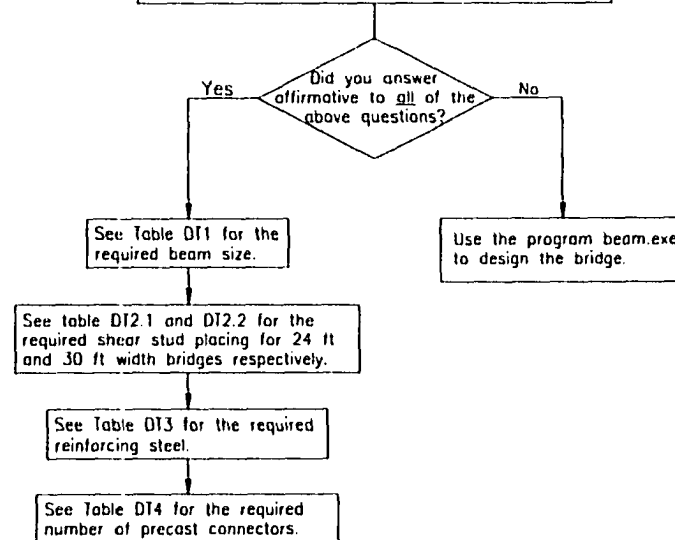 Did you answer
affirmative to all of the
above questions?
Yes
No
See Table DT1 for the
required beam size.
Use the program beam.exe
to design the bridge.
See table DT2.1 and DT2.2 for the
required shear stud placing for 24 ft
and 30 ft width bridges respectively.
See Table DT3 for the required
reinforcing steel.
See Table DT4 for the required
number of precast connectors.